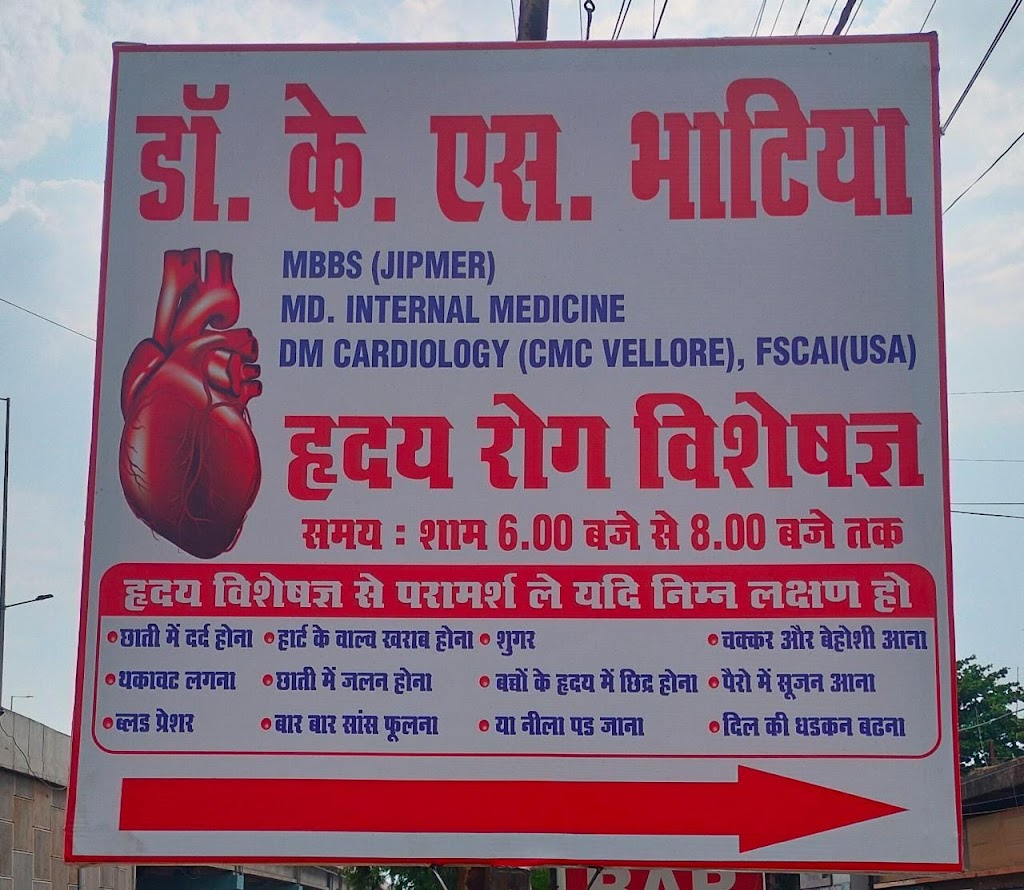 डॉ. के. एस. भाटिया
MBBS (JIPMER)
MD. INTERNAL MEDICINE
DM CARDIOLOGY (CMC VELLORE), FSCAI(USA)
हृदय रोग विशेषज्ञ
समय : शाम 6.00 बजे से 8.00 बजे तक
हृदय विशेषज्ञ से परामर्श ले यदि निम्न लक्षण हो
•छाती में दर्द होना •हार्ट के वाल्व खराब होना •शुगर •चक्कर और बेहोशी आना
•थकावट लगना •छाती में जलन होना •बच्चों के हृदय में छिद्र होना •पैरो में सूजन आना
•ब्लड प्रेशर •बार बार सांस फूलना •या नीला पड जाना •दिल की धडकन बढना
BAR